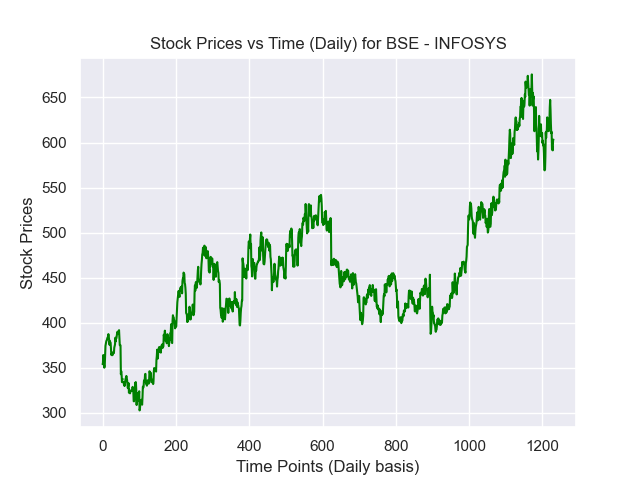 Stock Prices vs Time (Daily) for BSE - INFOSYS
650
600
550
500
450
400
350
300
Stock Prices
0 200 400 600 800 1000 1200
Time Points (Daily basis)